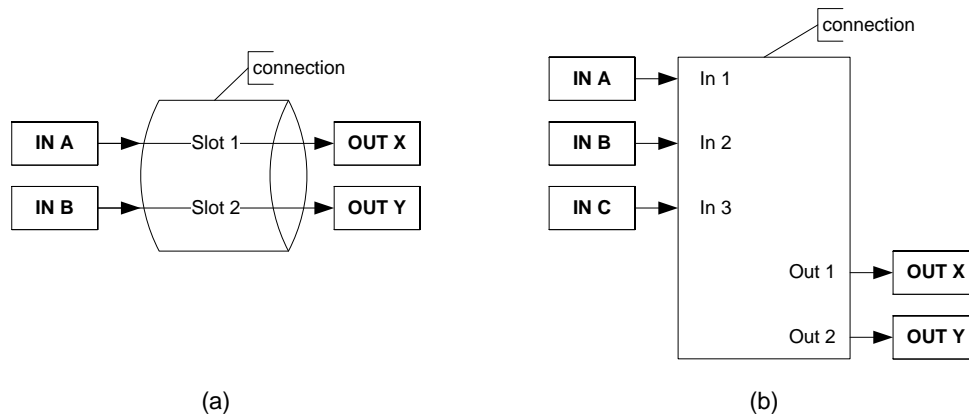 connection
IN A
Slot 1
OUT X
IN B
Slot 2
OUT Y
(a)
connection
IN A
In 1
IN B
In 2
IN C
In 3
Out 1
OUT X
Out 2
OUT Y
(b)